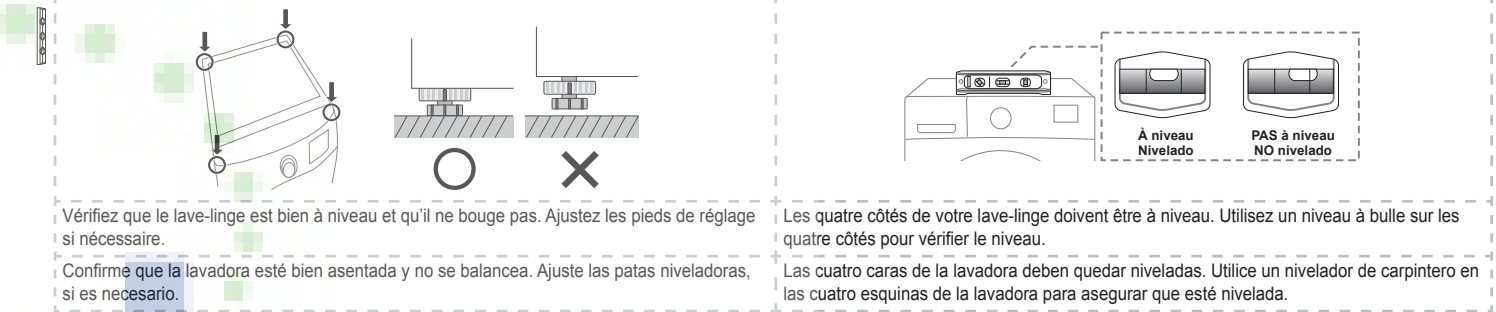 À niveau
Nivelado
PAS à niveau
NO nivelado
Vérifiez que le lave-linge est bien à niveau et qu'il ne bouge pas. Ajustez les pieds de réglage
si nécessaire.
Les quatre côtés de votre lave-linge doivent être à niveau. Utilisez un niveau à bulle sur les
quatre côtés pour vérifier le niveau.
Confirme que la lavadora esté bien asentada y no se balancea. Ajuste las patas niveladoras,
si es necesario.
Las cuatro caras de la lavadora deben quedar niveladas. Utilice un nivelador de carpintero en
las cuatro esquinas de la lavadora para asegurar que esté nivelada.